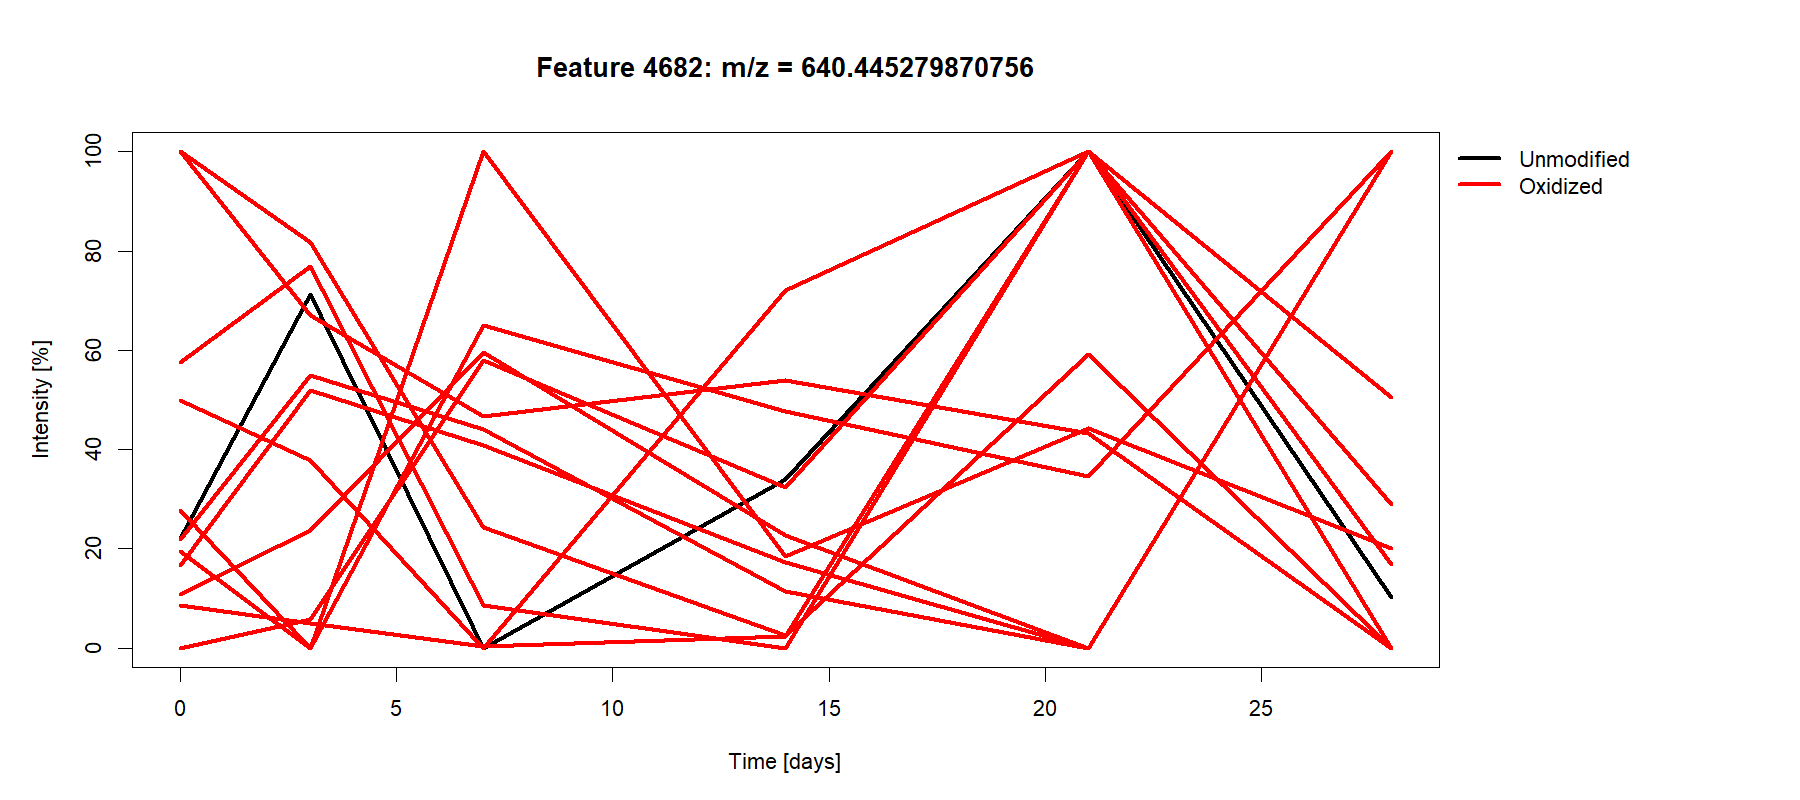 Feature 4682: m/z = 640.445279870756
Unmodified
Oxidized
Intensity [%]
100
80
60
40
20
0
0 5 10 15 20 25
Time [days]